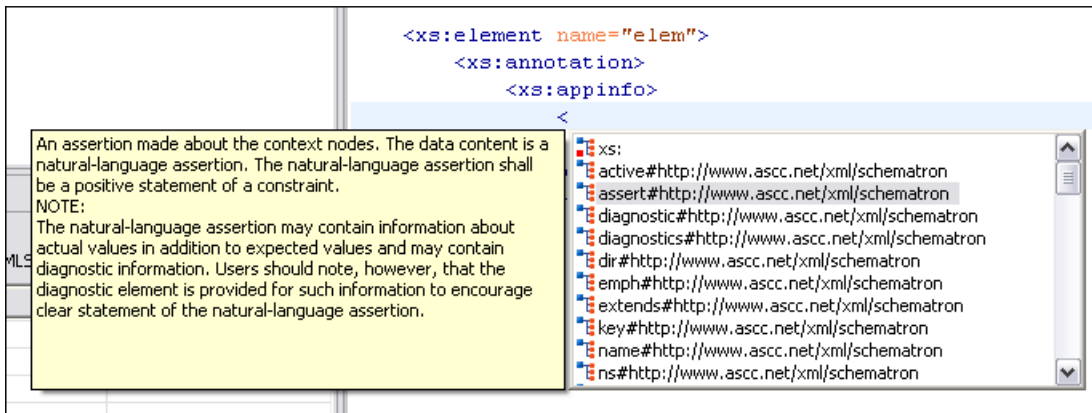 <xs:element name="elem">
<xs:annotation>
<xs:appinfo>
<
An assertion made about the context nodes. The data content is a
natural-language assertion. The natural-language assertion shall
be a positive statement of a constraint.
NOTE:
The natural-language assertion may contain information about
actual values in addition to expected values and may contain
diagnostic information. Users should note, however, that the
diagnostic element is provided for such information to encourage
clear statement of the natural-language assertion.
xs:
active#http://www.ascc.net/xml/schematron
assert#http://www.ascc.net/xml/schematron
diagnostic#http://www.ascc.net/xml/schematron
diagnostics#http://www.ascc.net/xml/schematron
dir#http://www.ascc.net/xml/schematron
emph#http://www.ascc.net/xml/schematron
extends#http://www.ascc.net/xml/schematron
key#http://www.ascc.net/xml/schematron
name#http://www.ascc.net/xml/schematron
ns#http://www.ascc.net/xml/schematron